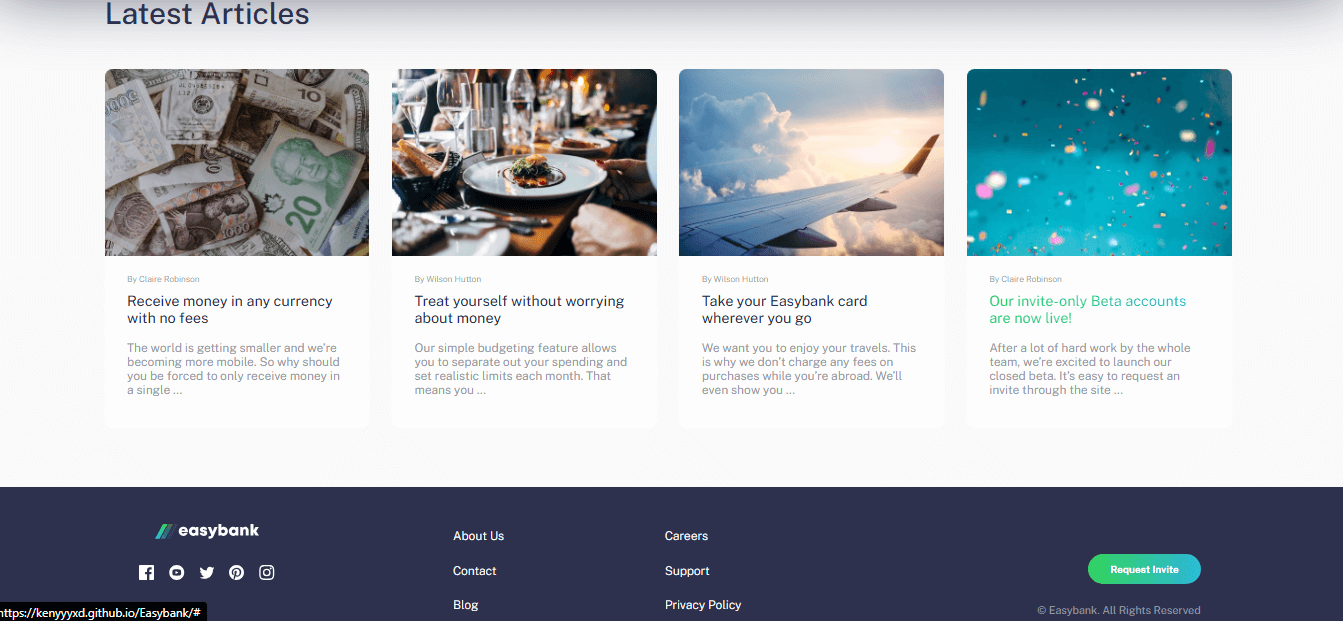 Latest Articles
By Claire Robinson
Receive money in any currency
with no fees
The world is getting smaller and we're
becoming more mobile. So why should
you be forced to only receive money in
a single ...
By Wilson Hutton
Treat yourself without worrying
about money
Our simple budgeting feature allows
you to separate out your spending and
set realistic limits each month. That
means you ...
By Wilson Hutton
Take your Easybank card
wherever you go
We want you to enjoy your travels. This
is why we don't charge any fees on
purchases while you're abroad. We'll
even show you ...
By Claire Robinson
Our invite-only Beta accounts
are now live!
After a lot of hard work by the whole
team, we're excited to launch our
closed beta. It's easy to request an
invite through the site ...
easybank
About Us
Contact
Blog
Careers
Support
Privacy Policy
Request Invite
© Easybank. All Rights Reserved
https://kenyyyxd.github.io/Easybank/#